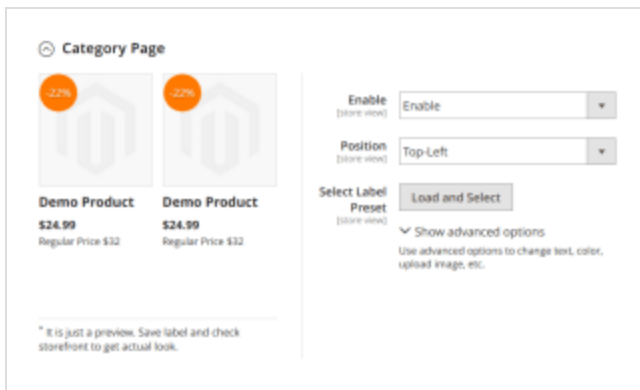 Category Page
-22%
-22%
Demo Product
Demo Product
$24.99
$24.99
Regular Price $32
Regular Price $32
* It is just a preview. Save label and check
storefront to get actual look.
Enable
[store view]
Enable
Position
[store view]
Top-Left
Select Label
Preset
[store view]
Load and Select
Show advanced options
Use advanced options to change text, color,
upload image, etc.